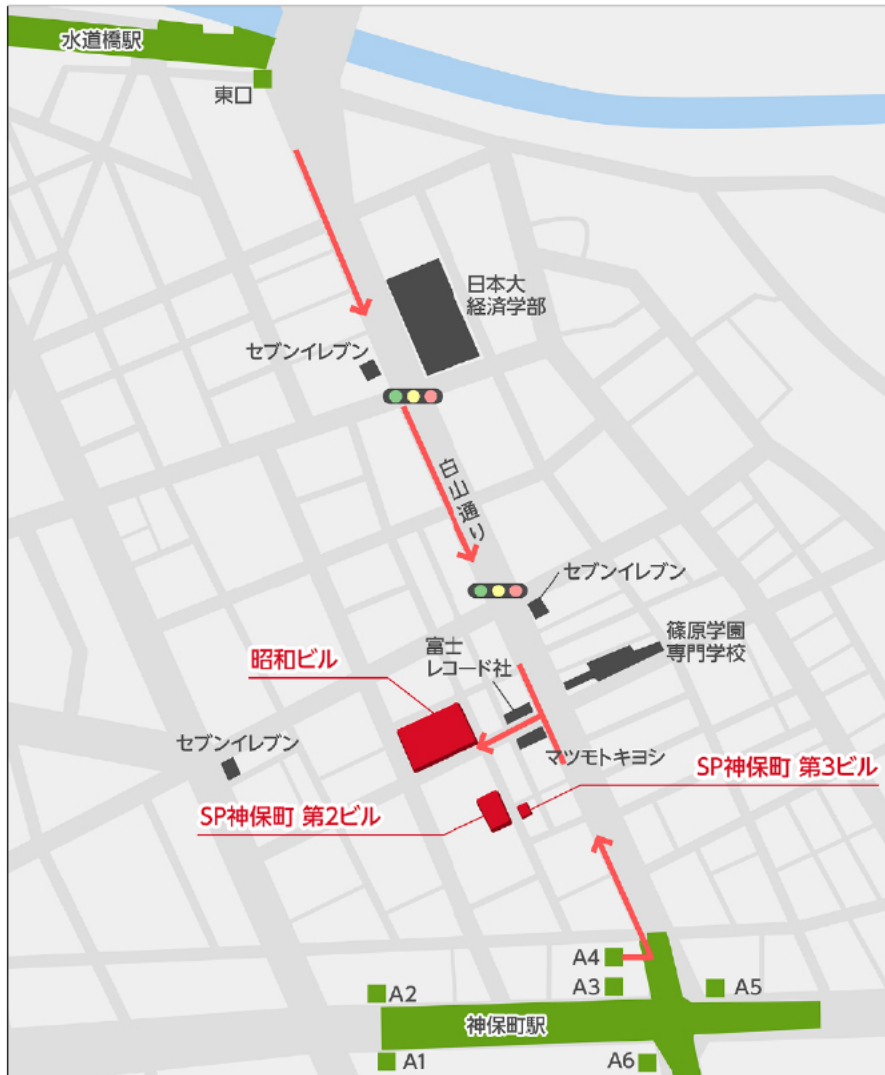 水道橋駅
東口
日本大
経済学部
セブンイレブン
白山通り
セブンイレブン
篠原学園
専門学校
富士
レコード社
昭和ビル
セブンイレブン
マツモトキヨシ
SP神保町 第3ビル
SP神保町 第2ビル
A4
A3
A5
A2
神保町駅
A1
A6